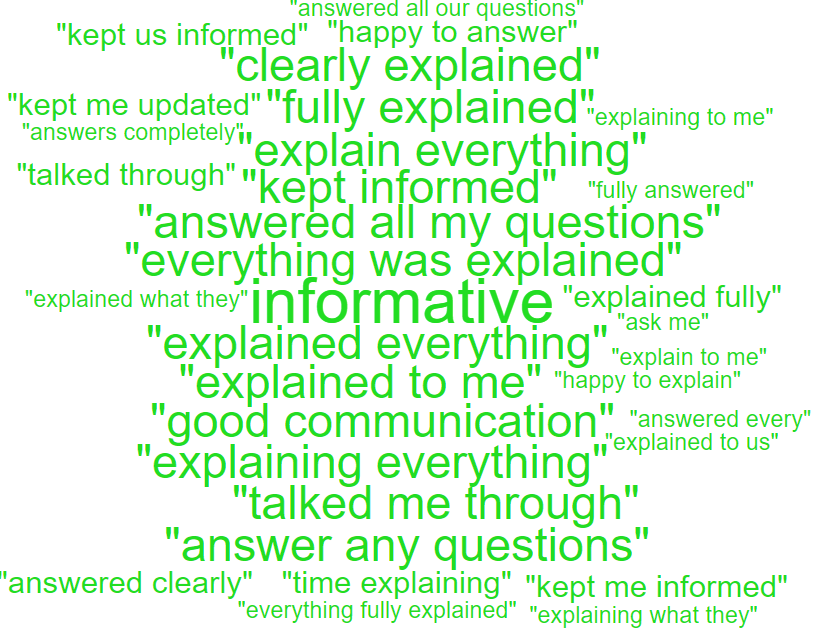 "answered all our questions"
"kept us informed" "happy to answer"
"clearly explained"
"kept me updated" "fully explained" "explaining to me"
"answers completely" "explain everything"
"talked through" "kept informed" "fully answered"
"answered all my questions"
"everything was explained"
"explained what they" informative "explained fully"
"ask me"
"explained everything" "explain to me"
"explained to me" "happy to explain"
"good communication" "answered every"
"explained to us"
"explaining everything"
"talked me through"
"answer any questions"
"answered clearly" "time explaining" "kept me informed"
"everything fully explained" "explaining what they"